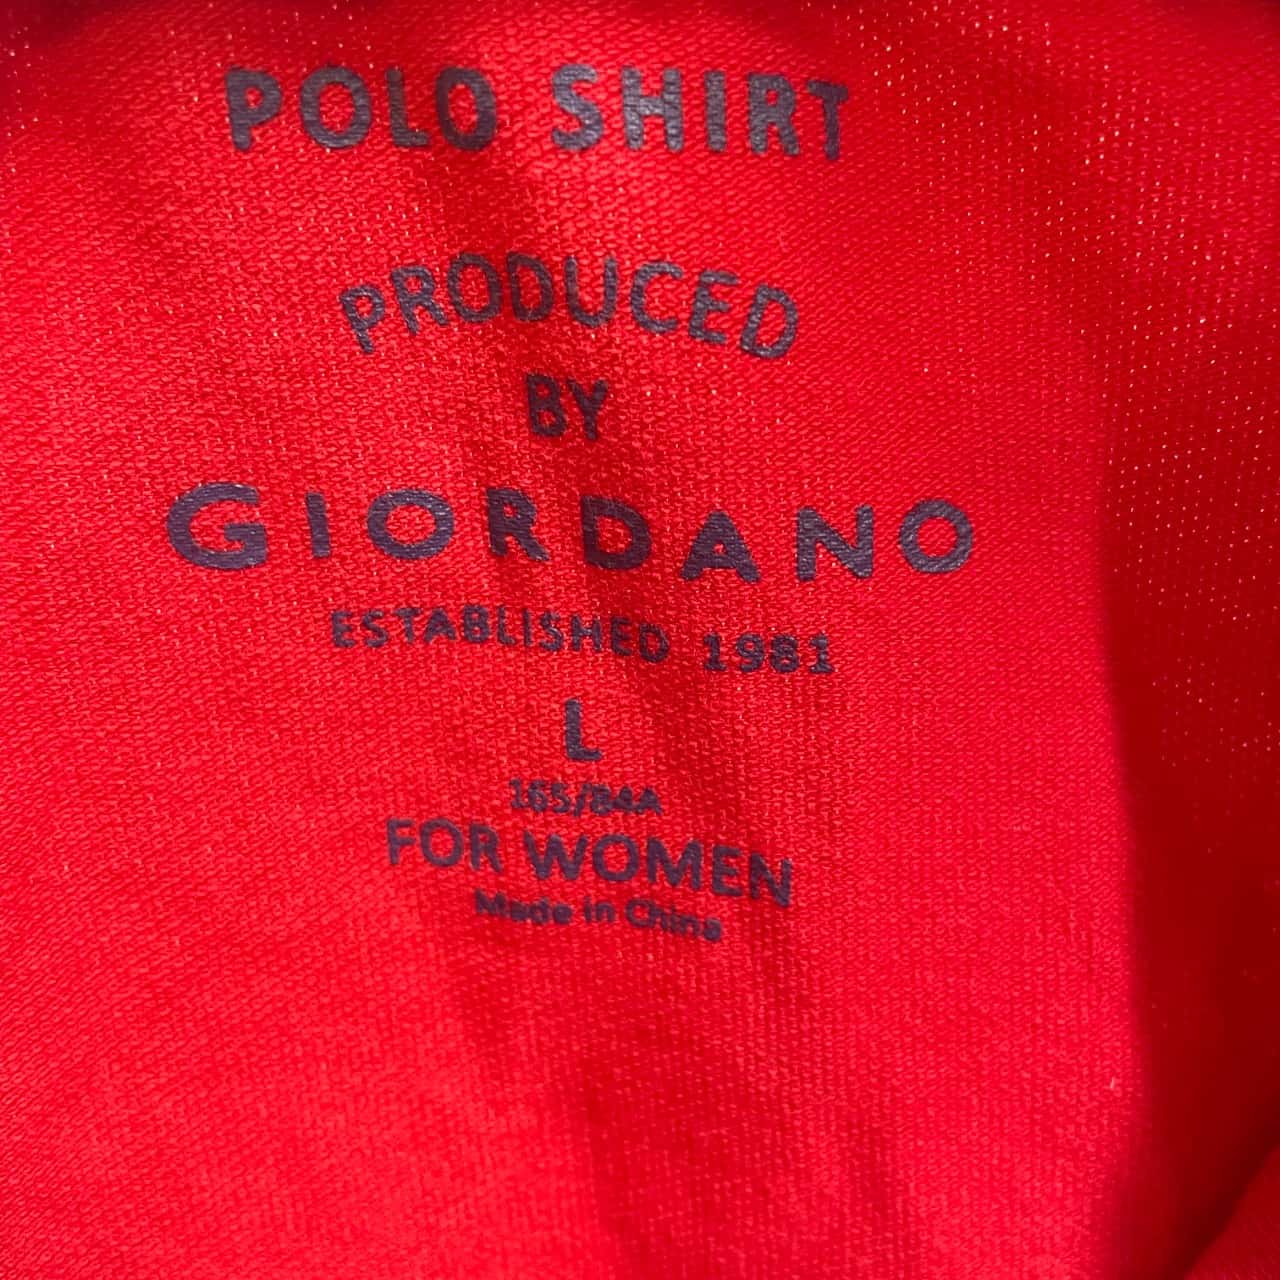 POLO SHIRT
PRODUCED
BY
GIORDANO
ESTABLISHED 1981
L
165/84A
FOR WOMEN
Made in China